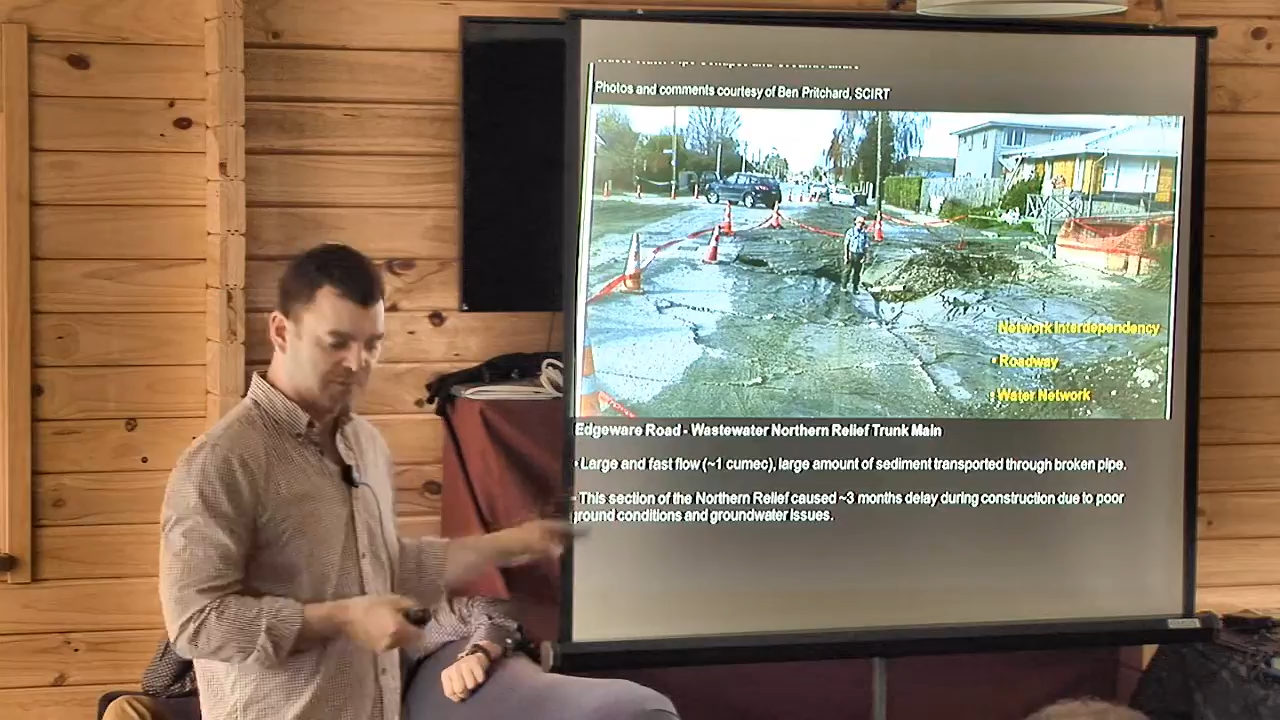 Photos and comments courtesy of Ben Pritchard, SCIRT
Network Interdependency
• Roadway
• Water Network
Edgeware Road - Wastewater Northern Relief Trunk Main
• Large and fast flow (~1 cumec), large amount of sediment transported through broken pipe.
• This section of the Northern Relief caused ~3 months delay during construction due to poor
ground conditions and groundwater issues.